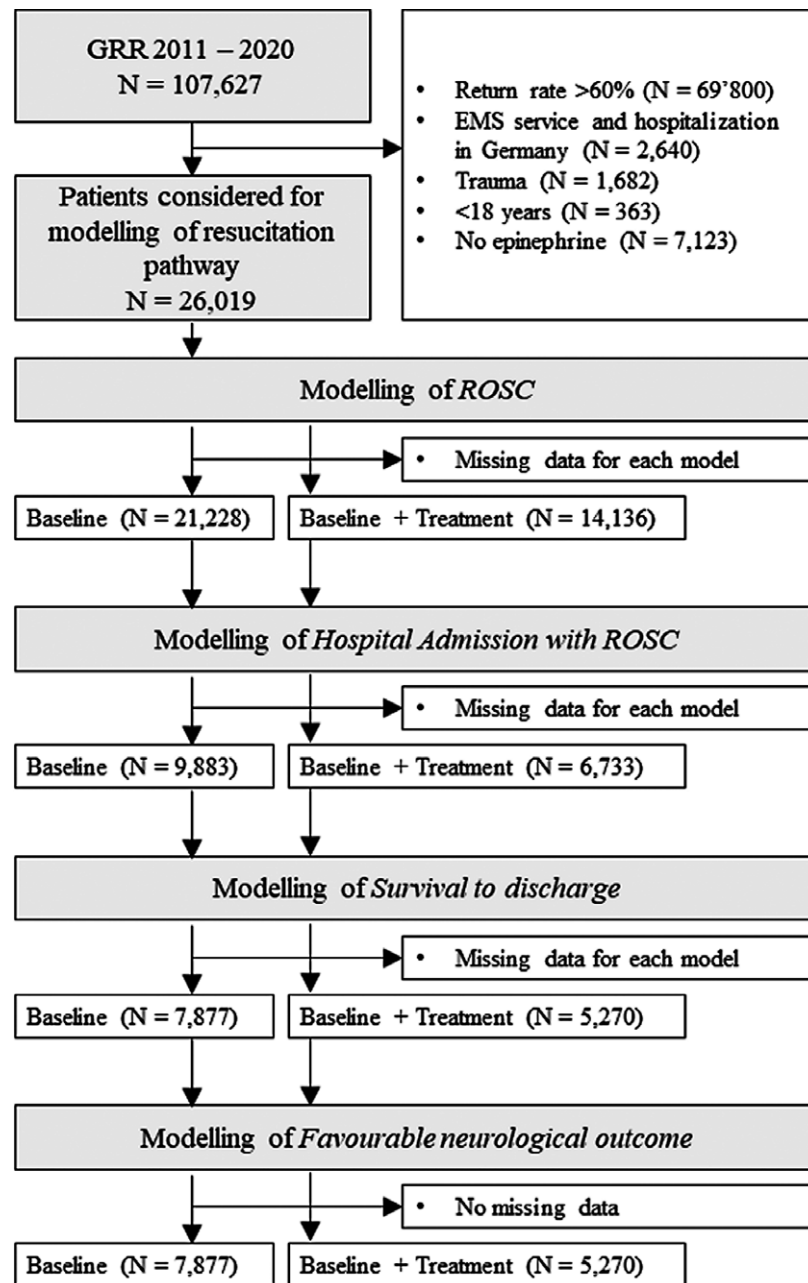 GRR 2011 – 2020
N = 107,627
• Return rate >60% (N = 69’800)
• EMS service and hospitalization
in Germany (N = 2,640)
• Trauma (N = 1,682)
• <18 years (N = 363)
• No epinephrine (N = 7,123)
Patients considered for
modelling of resucitation
pathway
N = 26,019
Modelling of ROSC
• Missing data for each model
Baseline (N = 21,228)
Baseline + Treatment (N = 14,136)
Modelling of Hospital Admission with ROSC
• Missing data for each model
Baseline (N = 9,883)
Baseline + Treatment (N = 6,733)
Modelling of Survival to discharge
• Missing data for each model
Baseline (N = 7,877)
Baseline + Treatment (N = 5,270)
Modelling of Favourable neurological outcome
• No missing data
Baseline (N = 7,877)
Baseline + Treatment (N = 5,270)